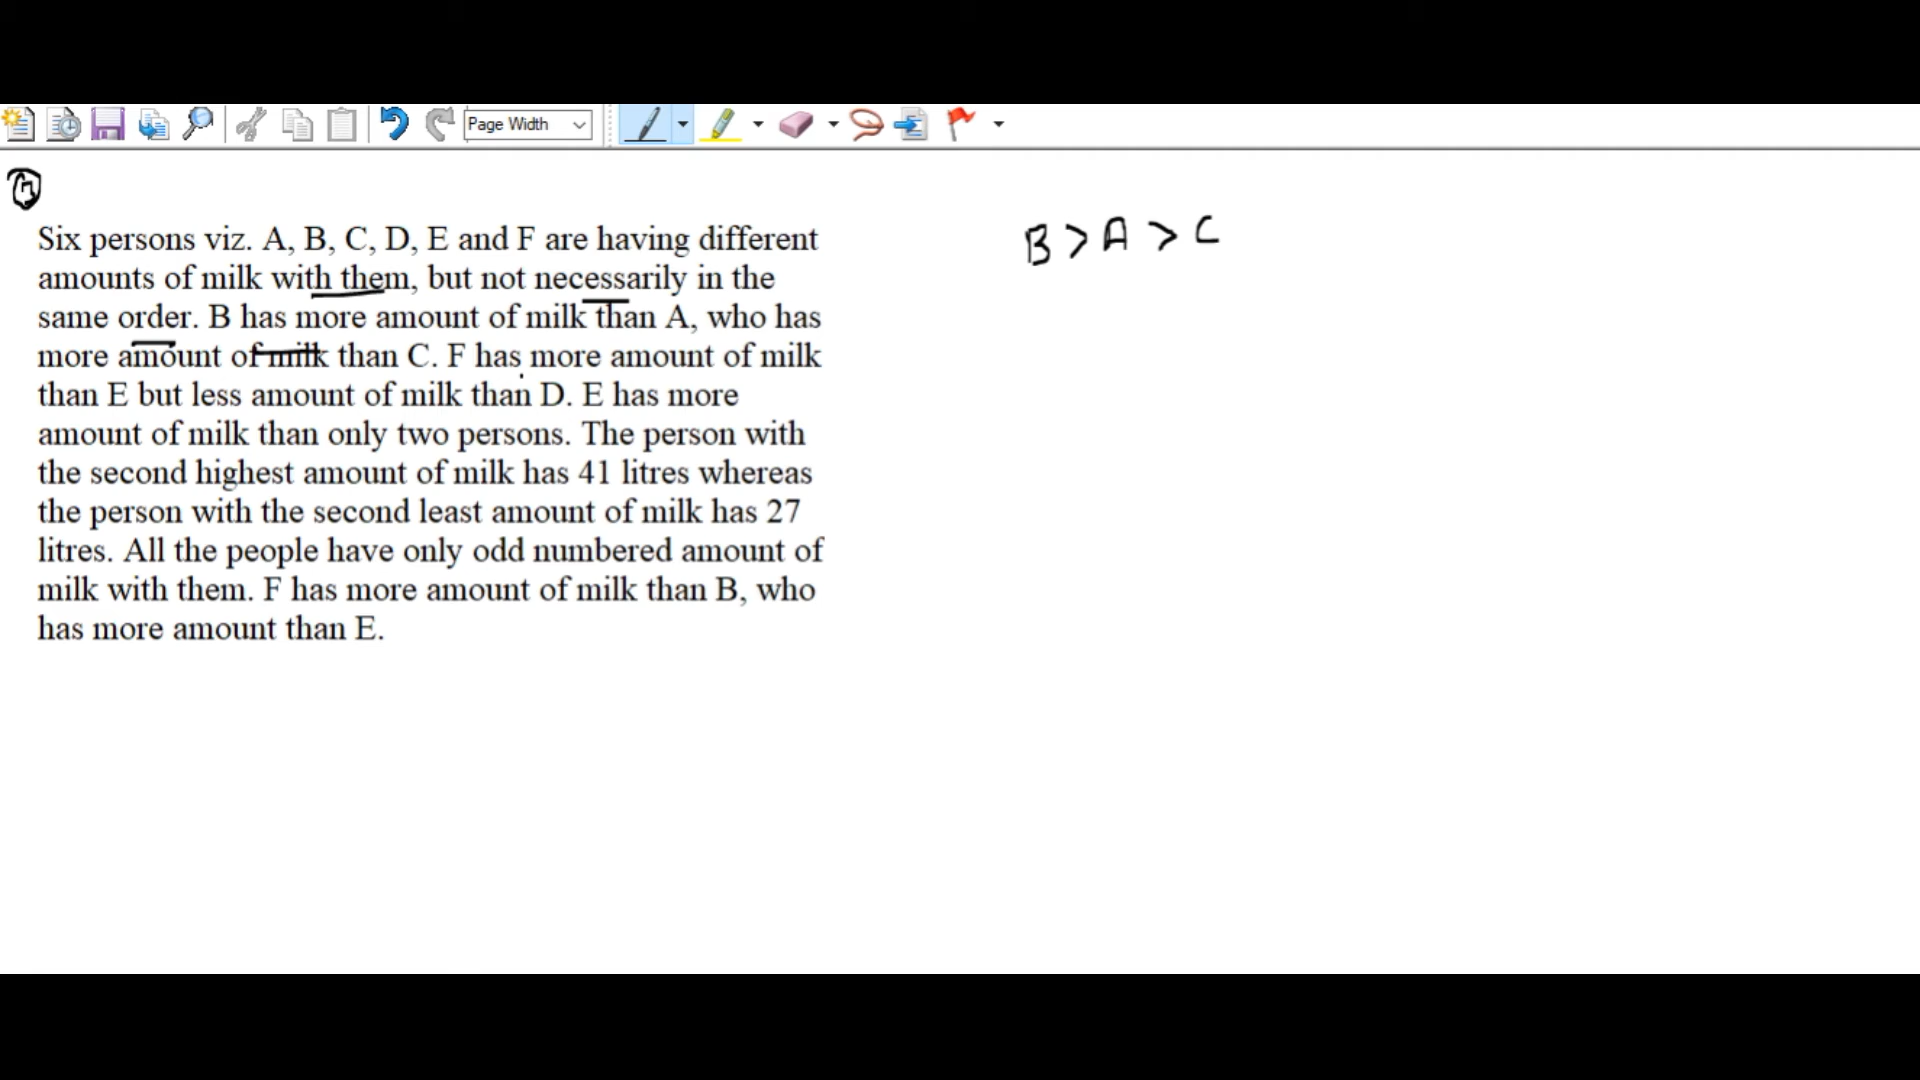 Page Width
Six persons viz. A, B, C, D, E and F are having different
amounts of milk with them, but not necessarily in the
same order. B has more amount of milk than A, who has
more amount of milk than C. F has more amount of milk
than E but less amount of milk than D. E has more
amount of milk than only two persons. The person with
the second highest amount of milk has 41 litres whereas
the person with the second least amount of milk has 27
litres. All the people have only odd numbered amount of
milk with them. F has more amount of milk than B, who
has more amount than E.
B > A > C